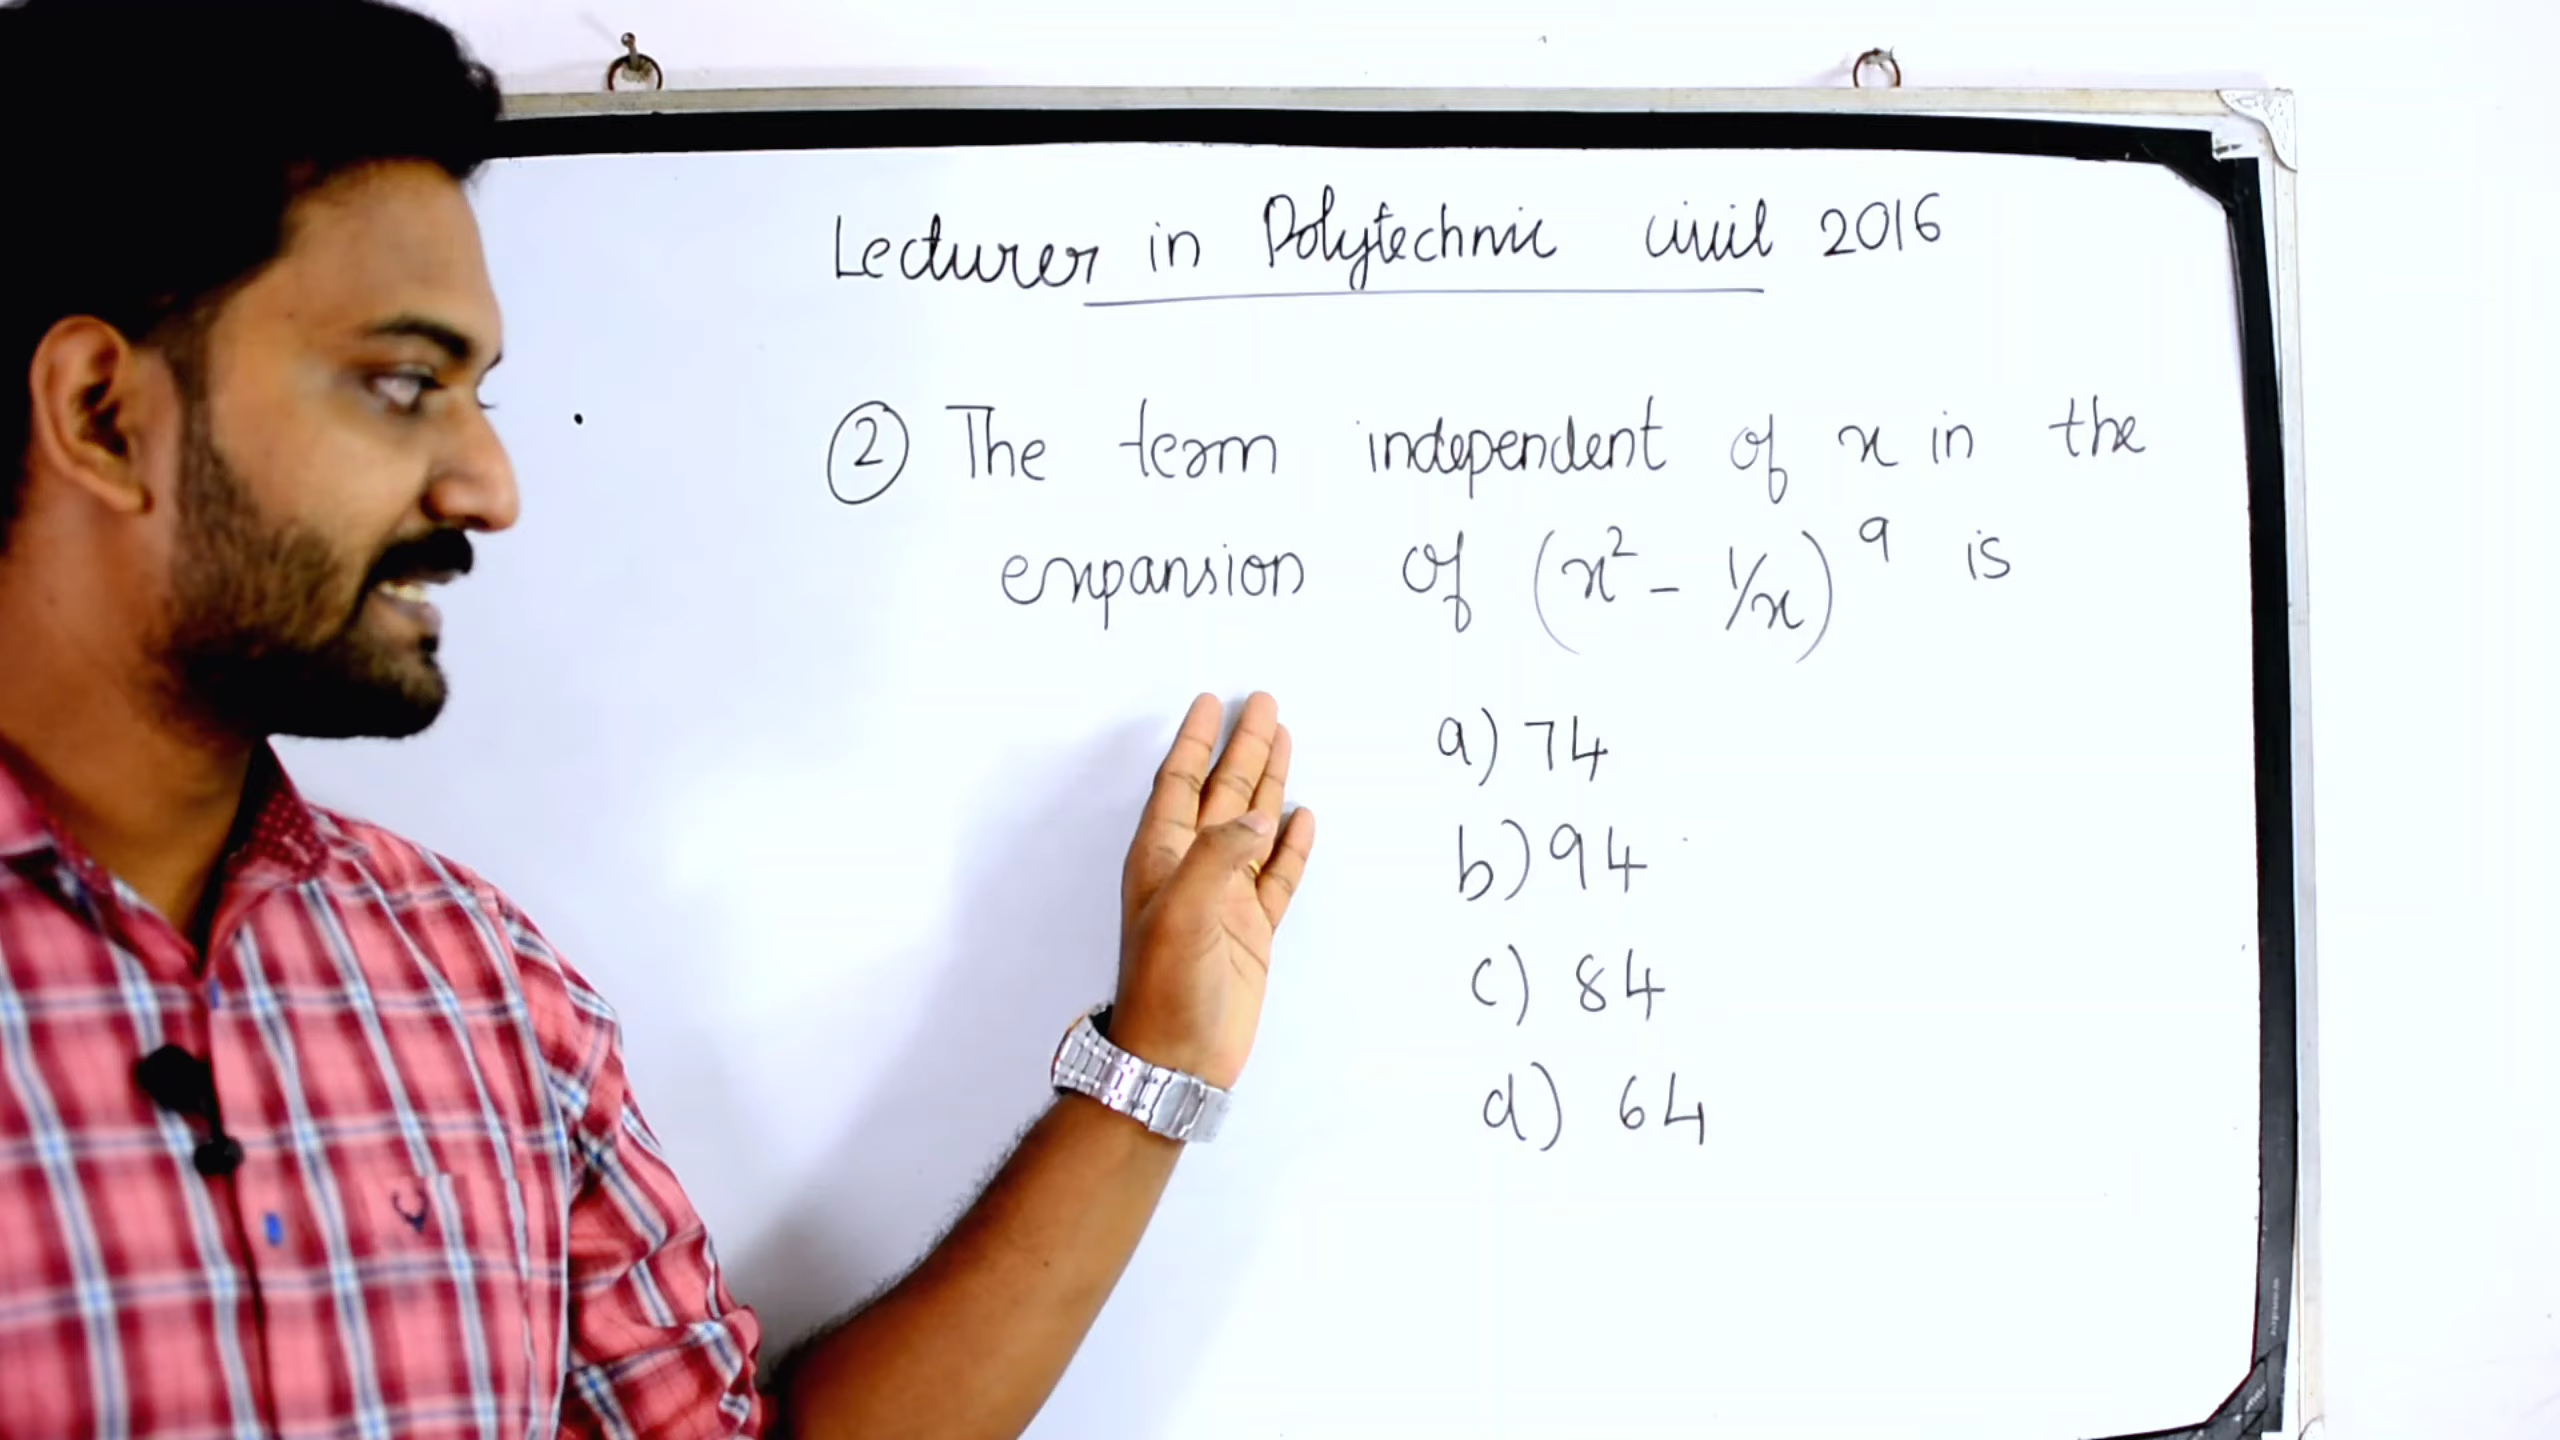 Lecturer in Polytechnic civil 2016
② The term independent of x in the
expansion of (x² - 1/x)⁹ is
a) 74
b) 94
c) 84
d) 64